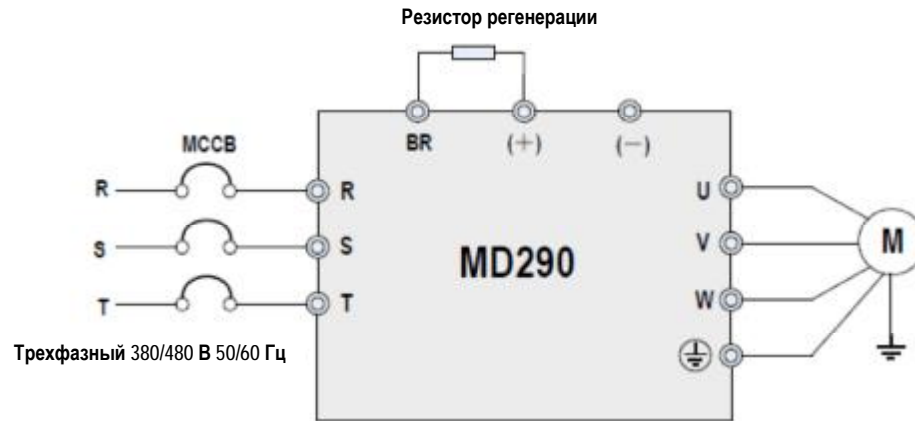 Резистор регенерации
BR (+) (−)
MCCB
R R U
S S V M
MD290
T T W
Трехфазный 380/480 В 50/60 Гц